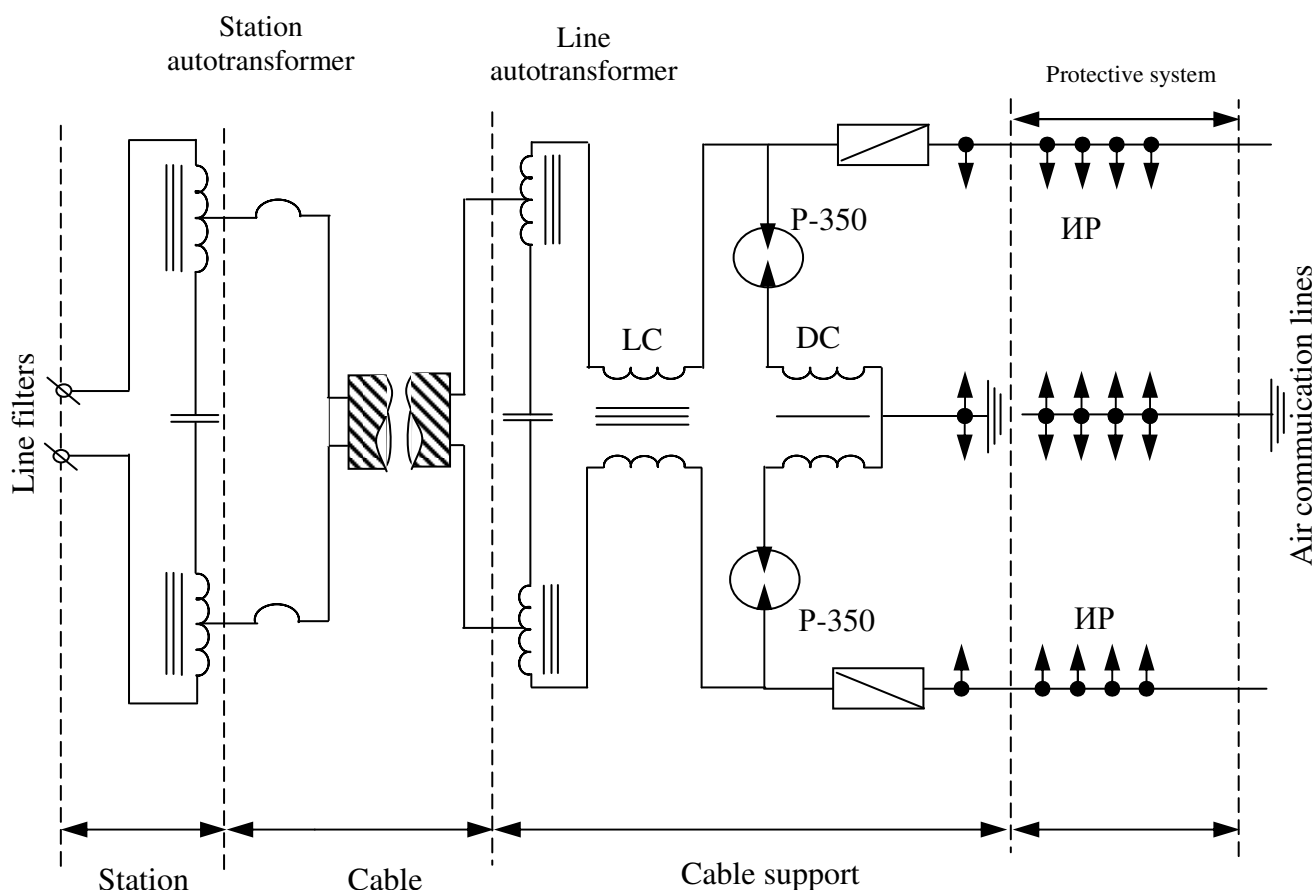 Station
autotransformer
Line
autotransformer
Protective system
P-350
ИР
Line filters
LC
DC
Air commuication lines
P-350
ИР
Station
Cable
Cable support